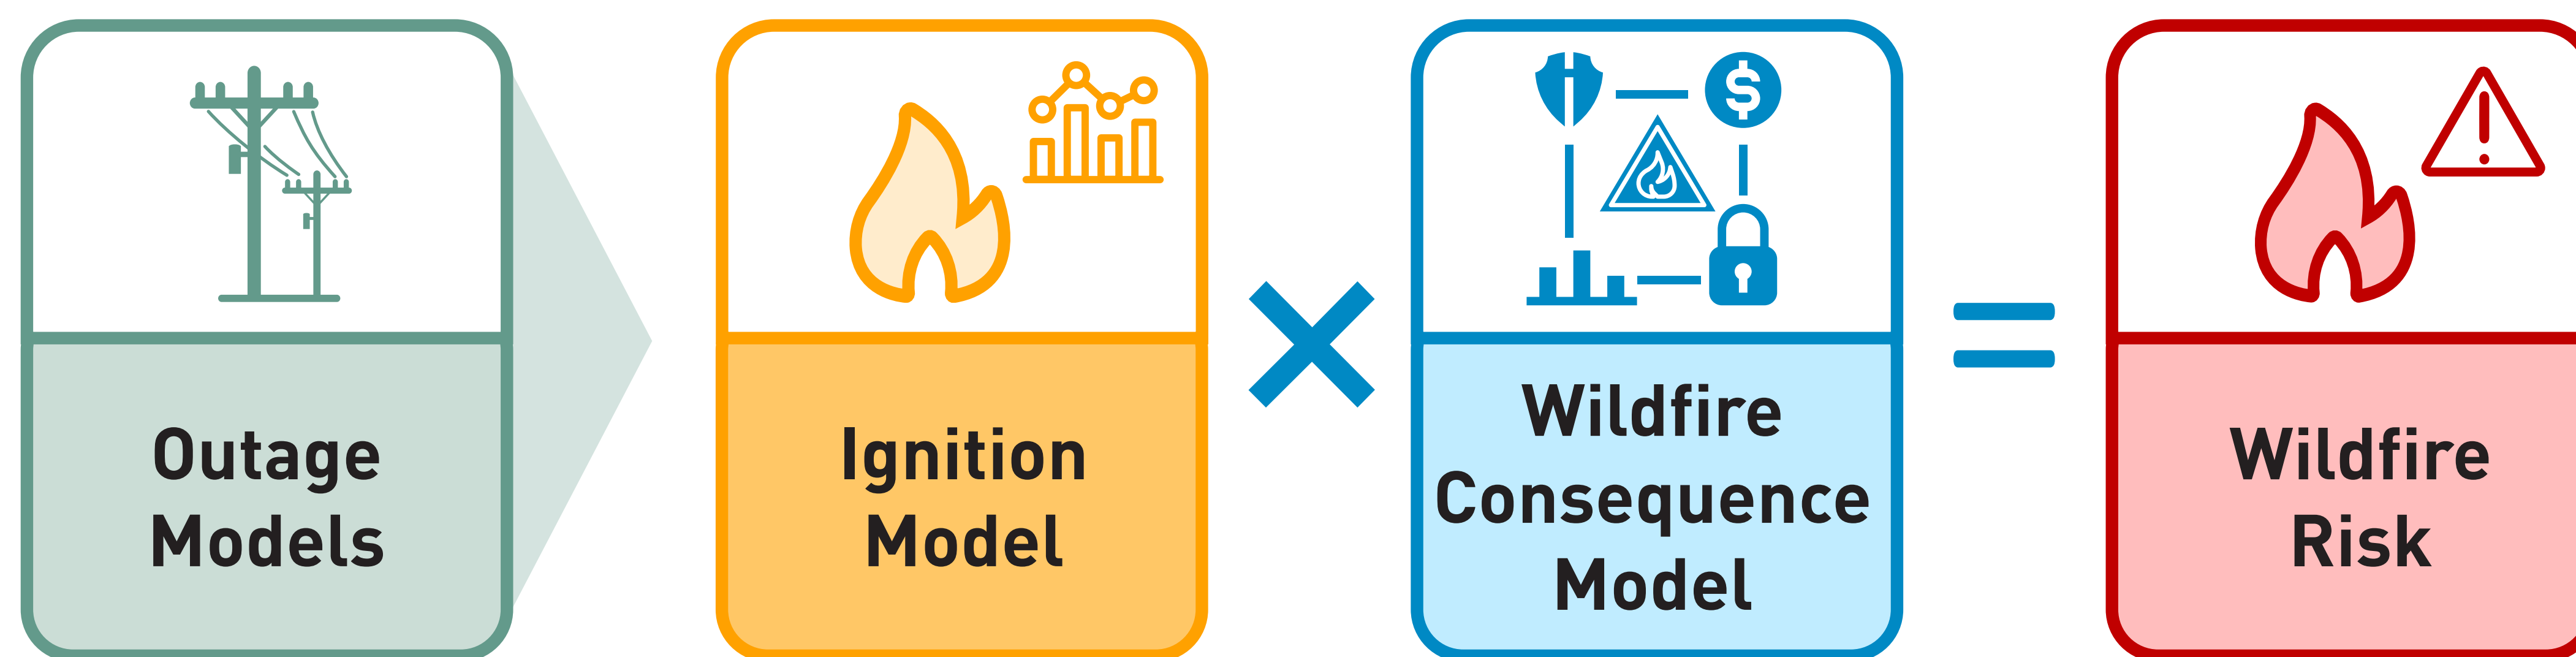 Outage
Models
Ignition
Model
Wildfire
Consequence
Model
Wildfire
Risk